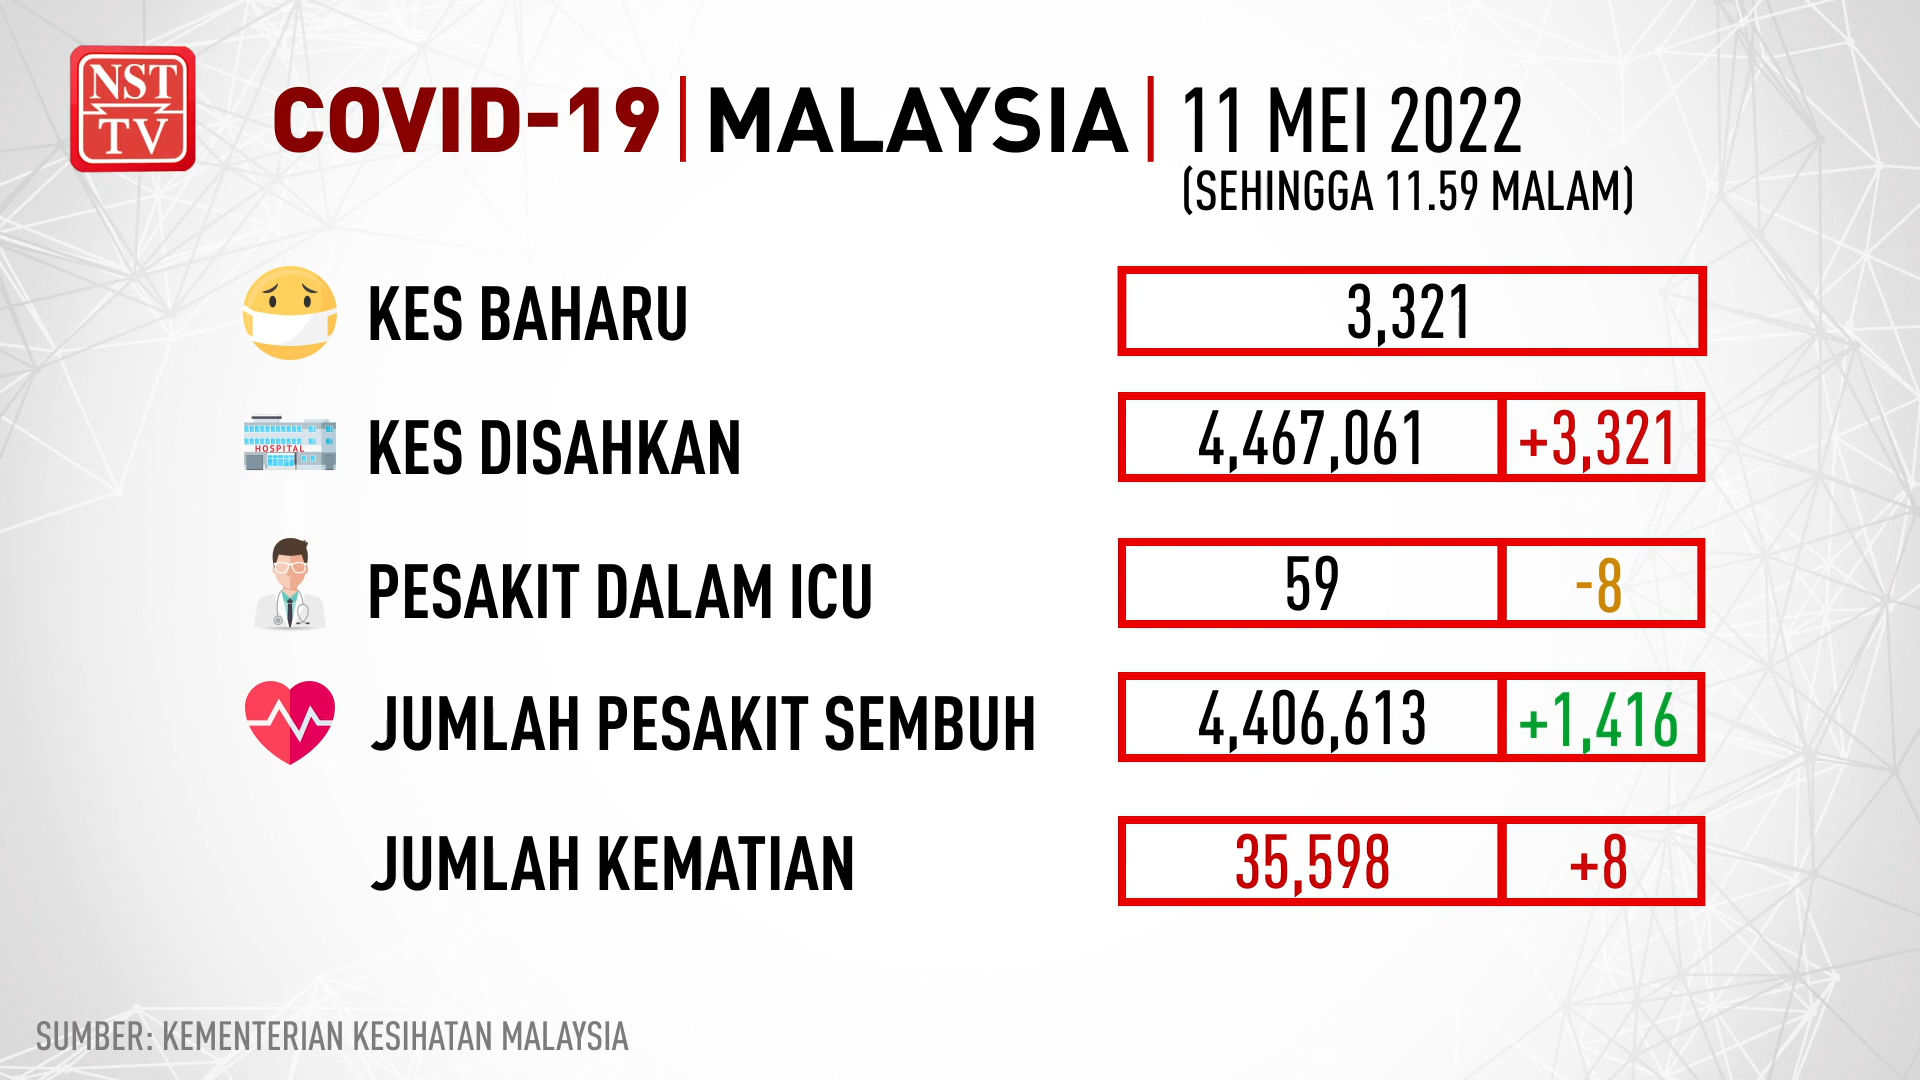 NST
TV
COVID-19 | MALAYSIA | 11 MEI 2022
(SEHINGGA 11.59 MALAM)
KES BAHARU 3,321
HOSPITAL
KES DISAHKAN 4,467,061 +3,321
PESAKIT DALAM ICU 59 -8
JUMLAH PESAKIT SEMBUH 4,406,613 +1,416
JUMLAH KEMATIAN 35,598 +8
SUMBER: KEMENTERIAN KESIHATAN MALAYSIA